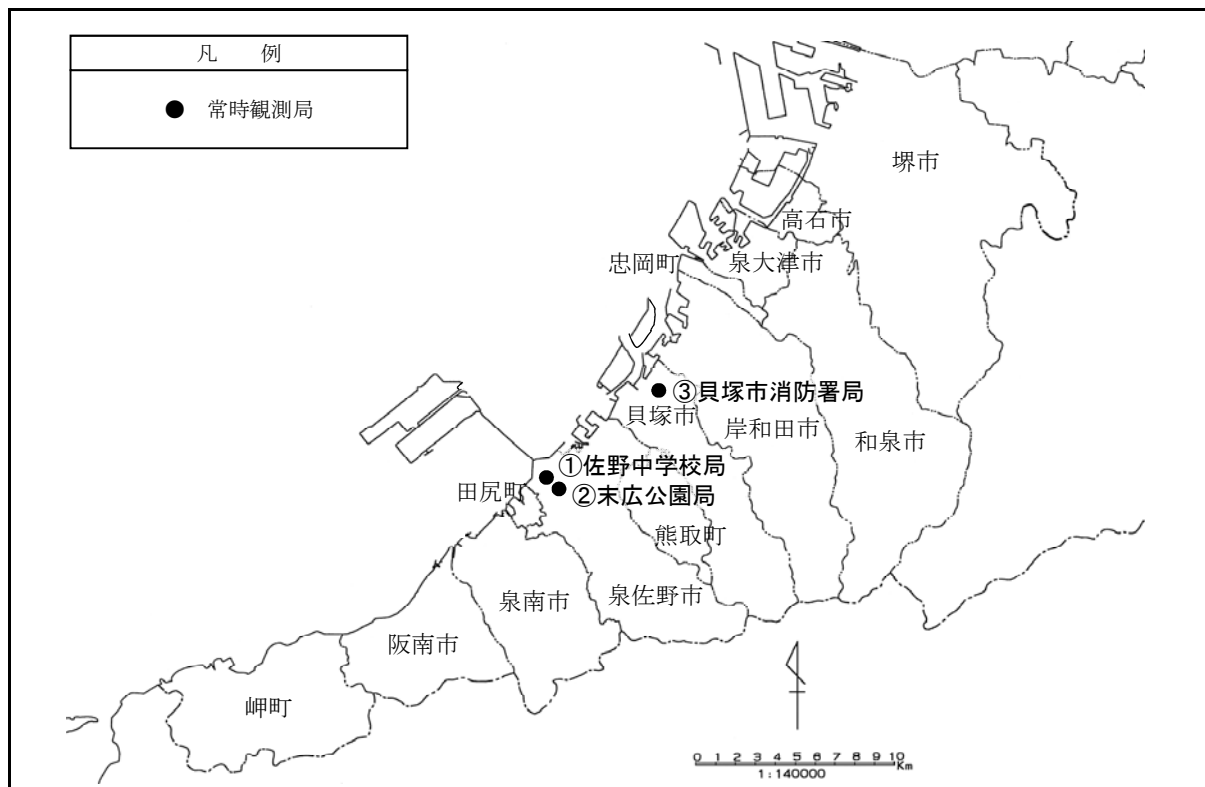 凡 例
常時観測局
堺市
高石市
泉大津市
忠岡町
③貝塚市消防署局
貝塚市
岸和田市
和泉市
①佐野中学校局
②末広公園局
田尻町
熊取町
泉南市
泉佐野市
阪南市
岬町
0 1 2 3 4 5 6 7 8 9 10
Km
1:140000